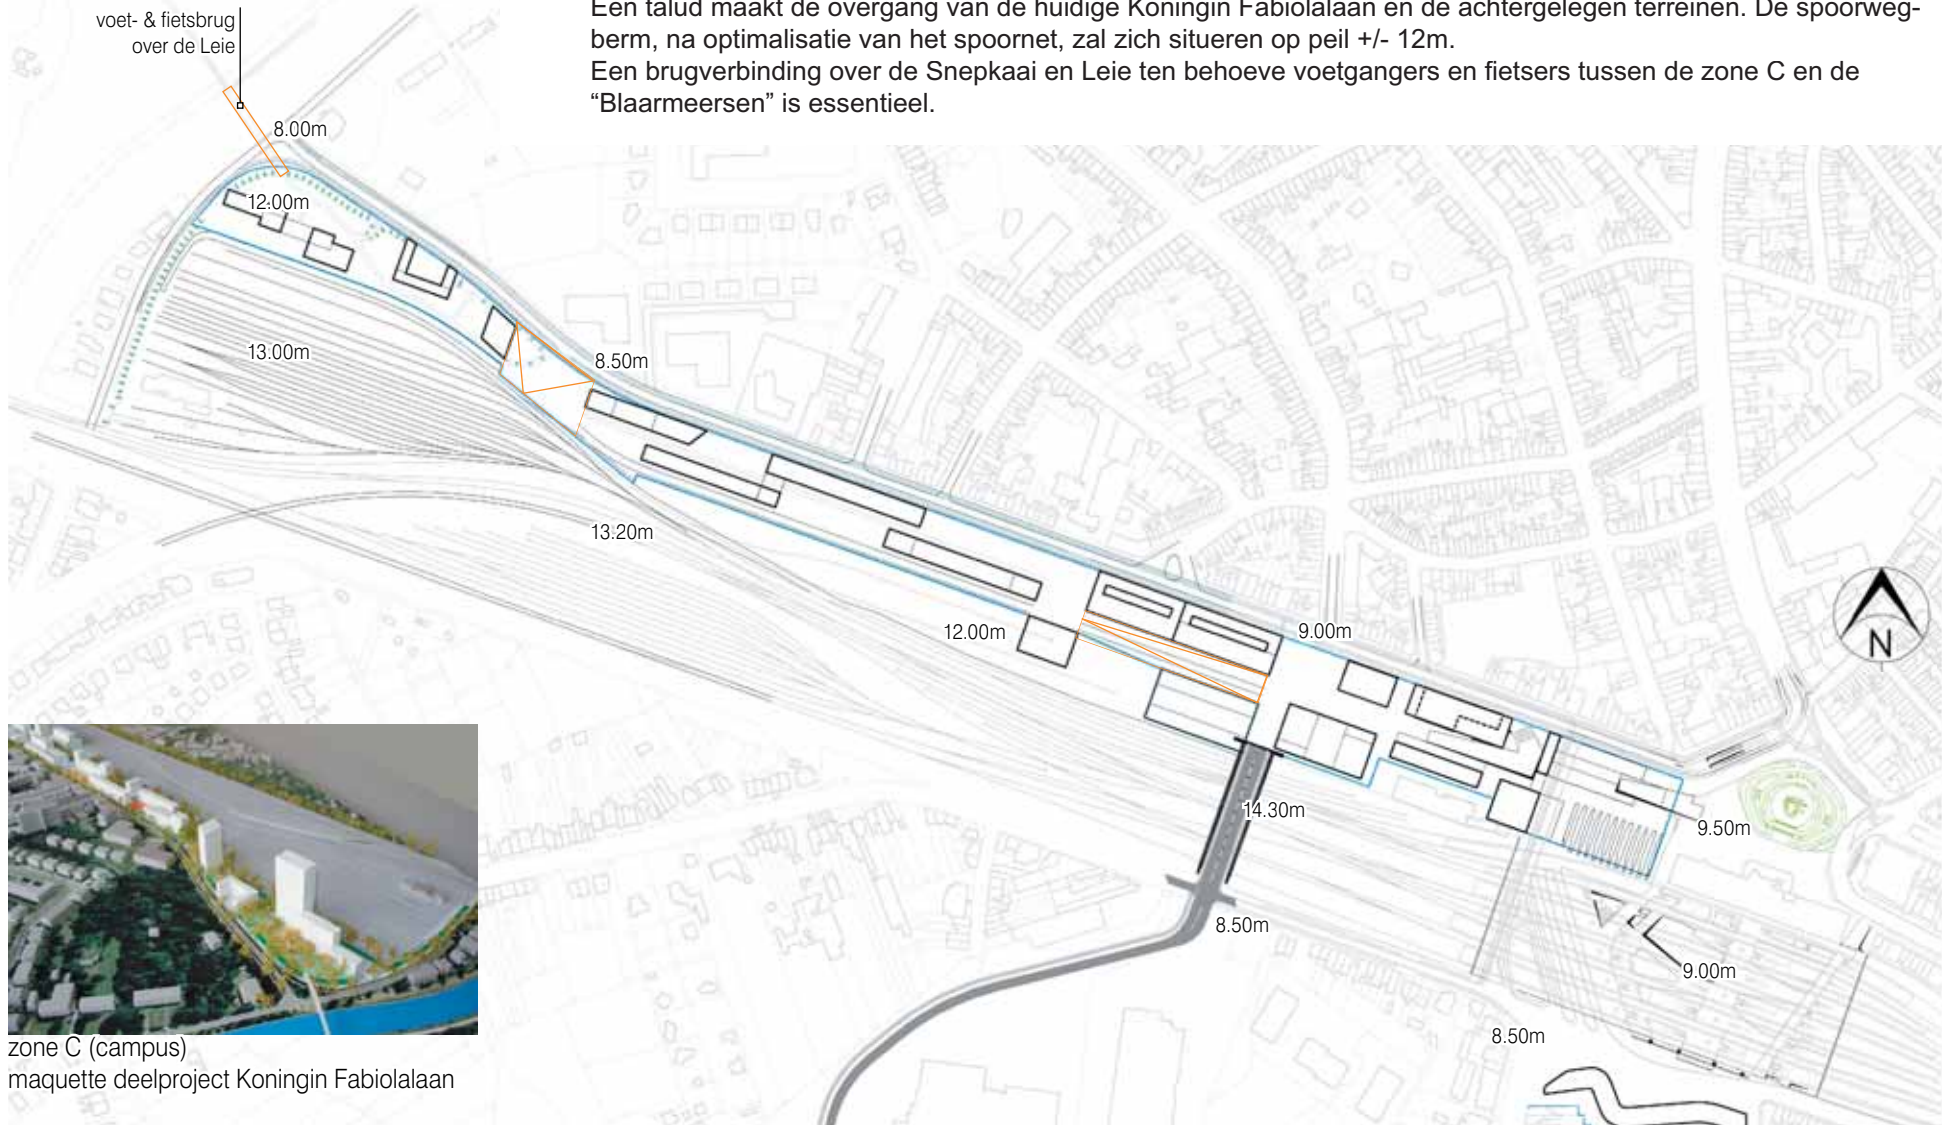 Een talud maakt de overgang van de huidige Koningin Fabiolalaan en de achtergelegen terreinen. De spoorweg-
berm, na optimalisatie van het spoornet, zal zich situeren op peil +/- 12m.
Een brugverbinding over de Snepkaai en Leie ten behoeve voetgangers en fietsers tussen de zone C en de
“Blaarmeersen” is essentieel.
voet- & fietsbrug
over de Leie
8.00m
12.00m
13.00m
8.50m
13.20m
12.00m
9.00m
N
14.30m
9.50m
8.50m
9.00m
8.50m
zone C (campus)
maquette deelproject Koningin Fabiolalaan